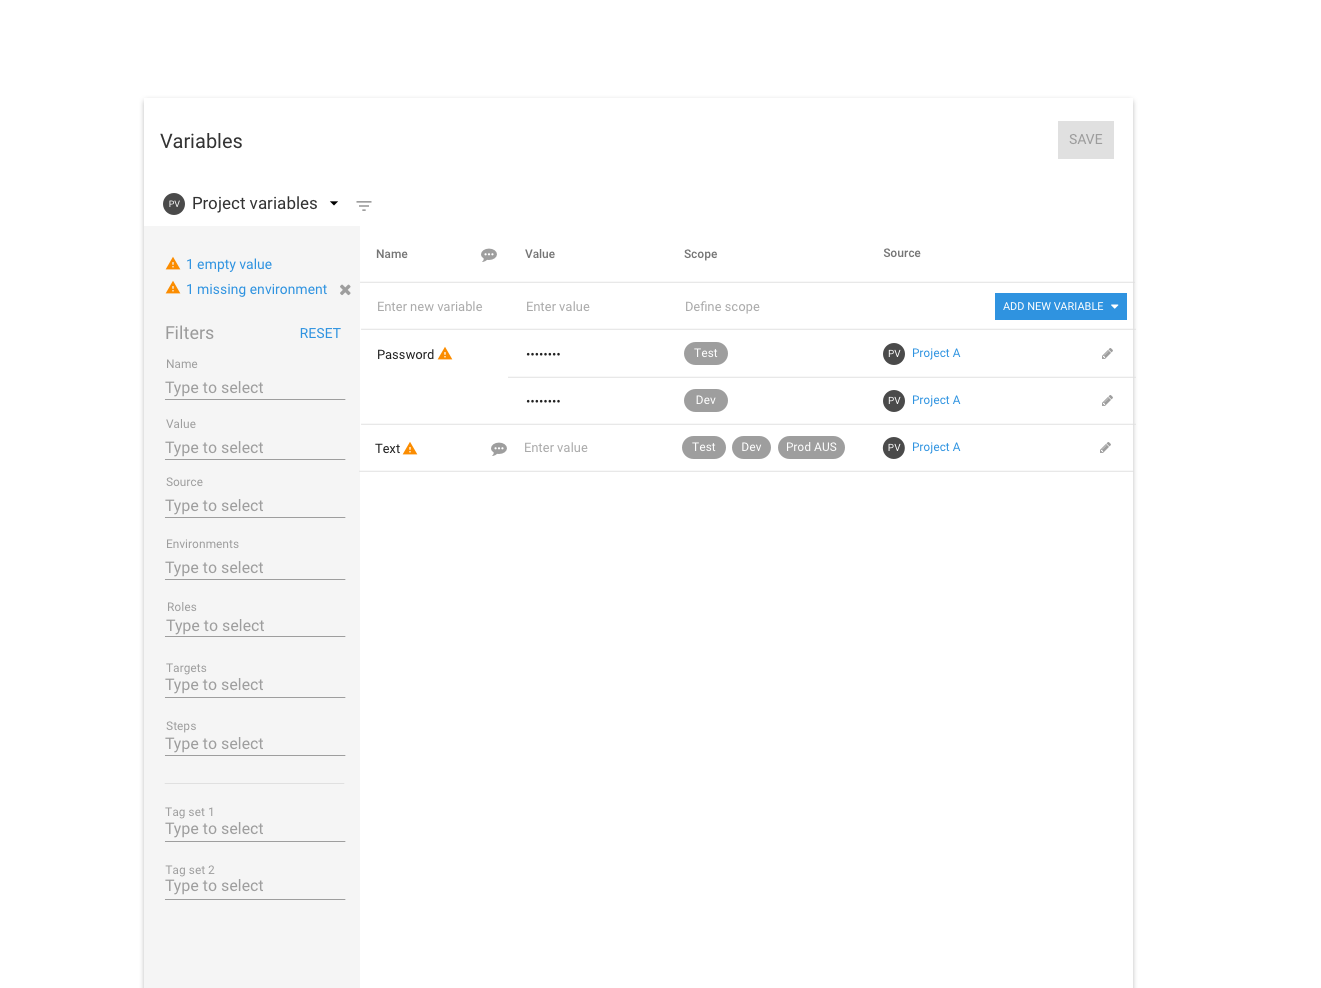 Variables
SAVE
PV Project variables
1 empty value
1 missing environment
Filters RESET
Name
Type to select
Value
Type to select
Source
Type to select
Environments
Type to select
Roles
Type to select
Targets
Type to select
Steps
Type to select
Tag set 1
Type to select
Tag set 2
Type to select
Name Value Scope Source
Enter new variable Enter value Define scope ADD NEW VARIABLE
Password •••••••• Test PV Project A
•••••••• Dev PV Project A
Text Enter value Test Dev Prod AUS PV Project A